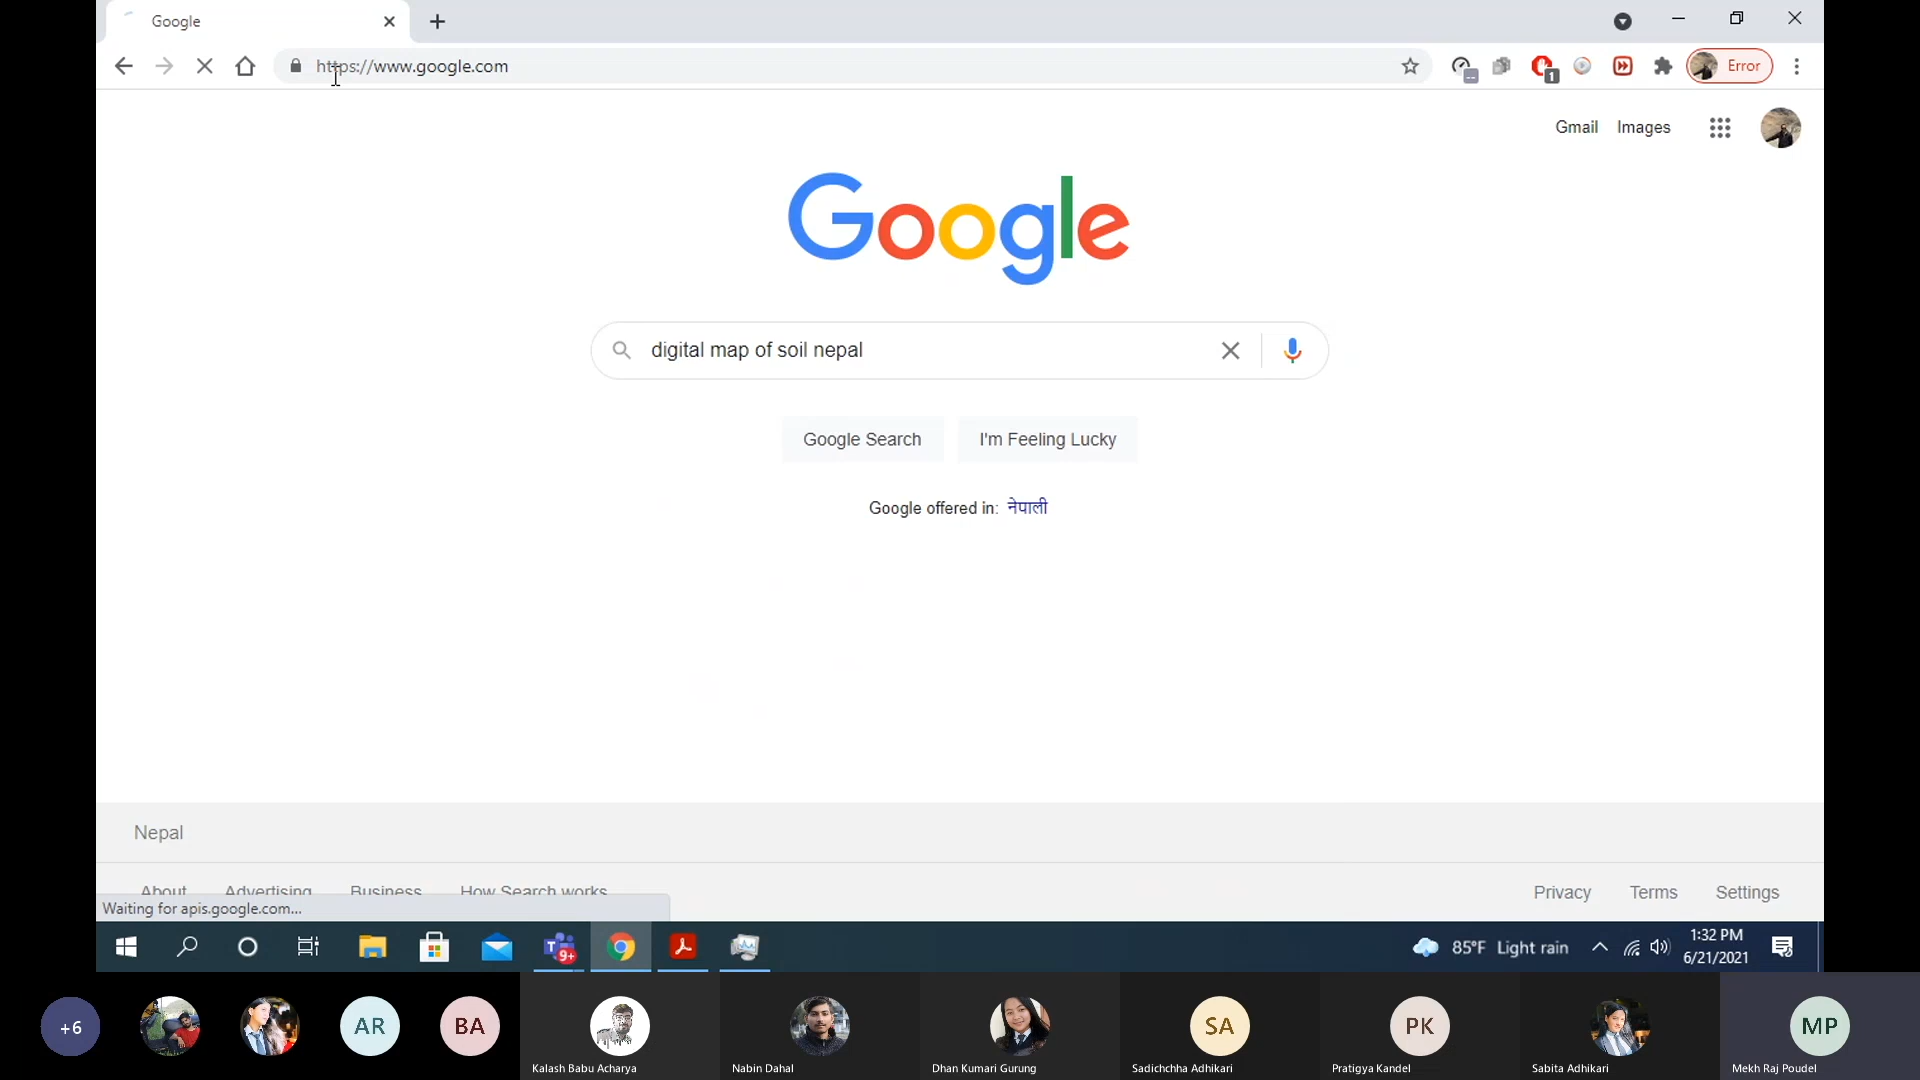 Google
https://www.google.com
Error
1
Gmail Images
Google
digital map of soil nepal
Google Search I'm Feeling Lucky
Google offered in: नेपाली
Nepal
About Advertising Business How Search works
Privacy Terms Settings
Waiting for apis.google.com...
9+
85°F Light rain
1:32 PM
6/21/2021
+6 AR BA SA PK MP
Kalash Babu Acharya Nabin Dahal Dhan Kumari Gurung Sadichchha Adhikari Pratigya Kandel Sabita Adhikari Mekh Raj Poudel